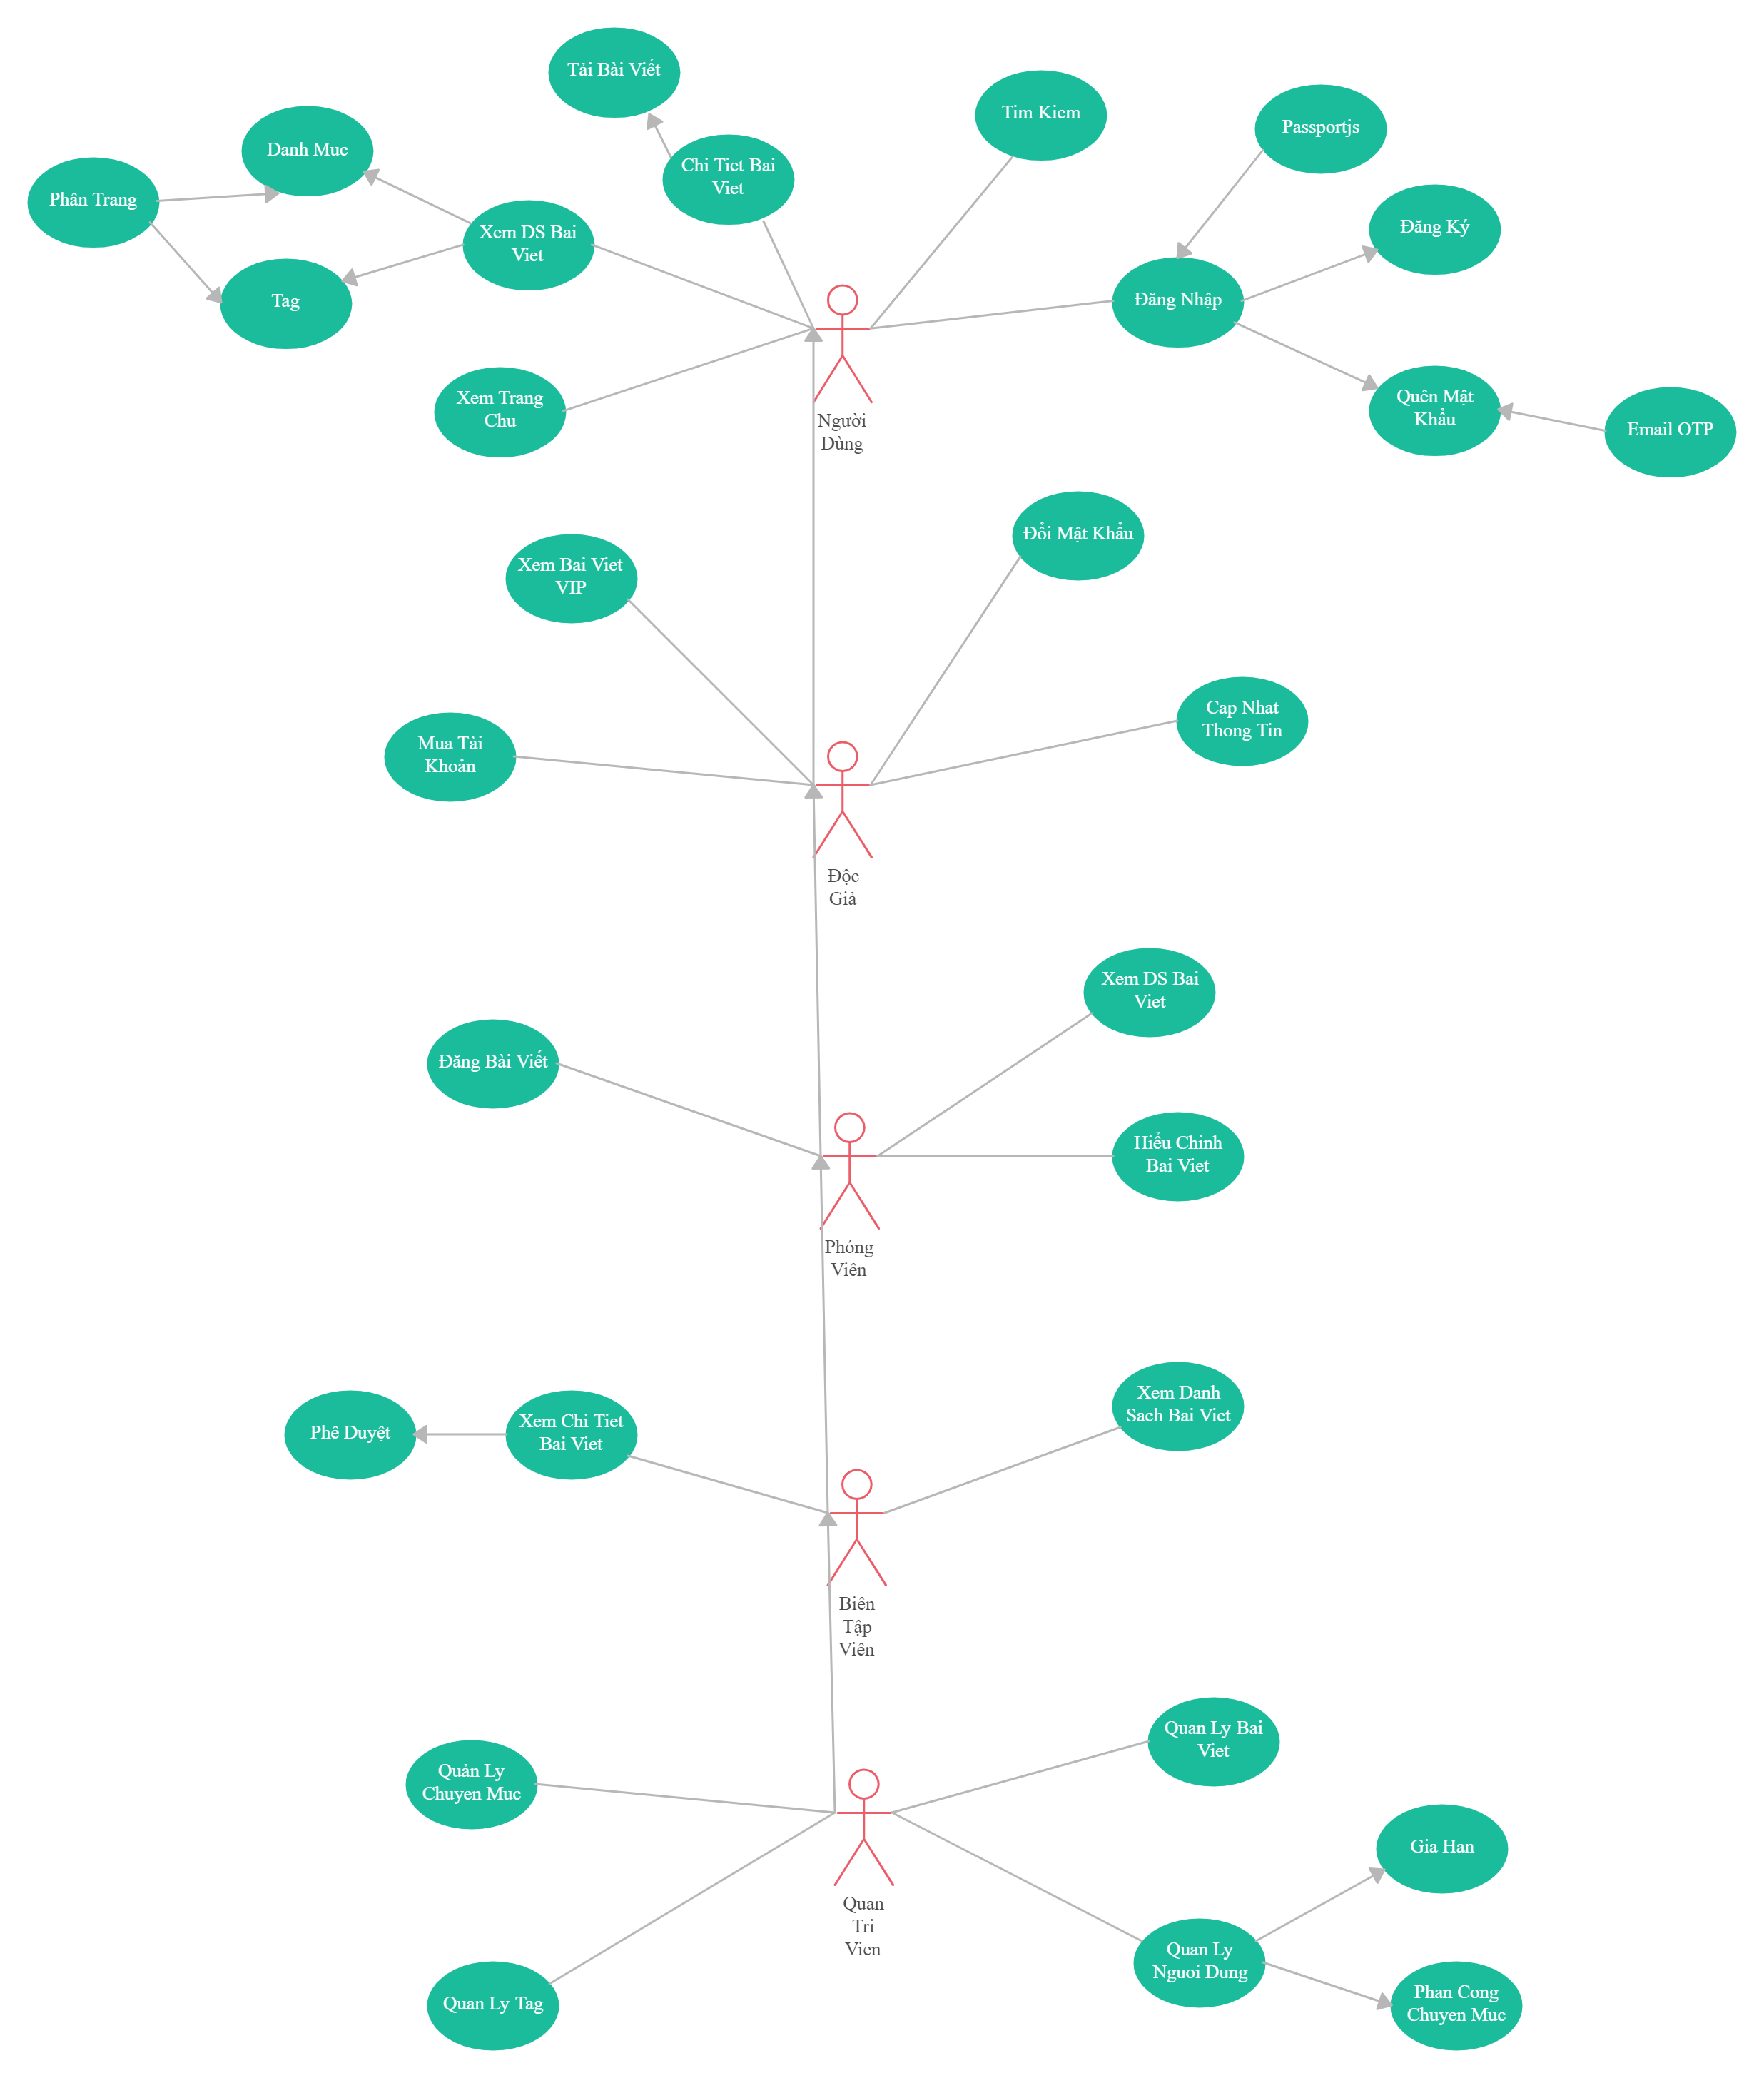 Tải Bài Viết
Tim Kiem
Passportjs
Danh Muc
Chi Tiet Bai
Viet
Phân Trang
Đăng Ký
Xem DS Bai
Viet
Tag
Đăng Nhập
Xem Trang
Chu
Quên Mật
Khẩu
Email OTP
Người
Dùng
Đổi Mật Khẩu
Xem Bai Viet
VIP
Cap Nhat
Thong Tin
Mua Tài
Khoản
Độc
Giả
Xem DS Bai
Viet
Đăng Bài Viết
Hiểu Chinh
Bai Viet
Phóng
Viên
Xem Danh
Sach Bai Viet
Phê Duyệt
Xem Chi Tiet
Bai Viet
Biên
Tập
Viên
Quan Ly Bai
Viet
Quản Ly
Chuyen Muc
Gia Han
Quan
Tri
Vien
Quan Ly
Nguoi Dung
Quan Ly Tag
Phan Cong
Chuyen Muc